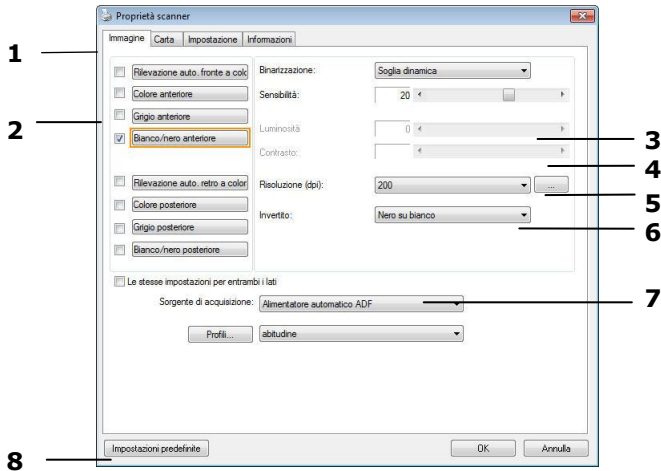 Proprietà scanner
Immagine Carta Impostazione Informazioni
1
Rilevazione auto. fronte a colo
Binarizzazione: Soglia dinamica
Colore anteriore
Sensibilità: 20
2
Grigio anteriore
Luminosità 0
3
Bianco/nero anteriore
Contrasto:
4
Rilevazione auto. retro a color
Risoluzione (dpi): 200 ...
5
Colore posteriore
Invertito: Nero su bianco
6
Grigio posteriore
Bianco/nero posteriore
Le stesse impostazioni per entrambi i lati
Sorgente di acquisizione: Alimentatore automatico ADF
7
Profili... abitudine
8
Impostazioni predefinite OK Annulla